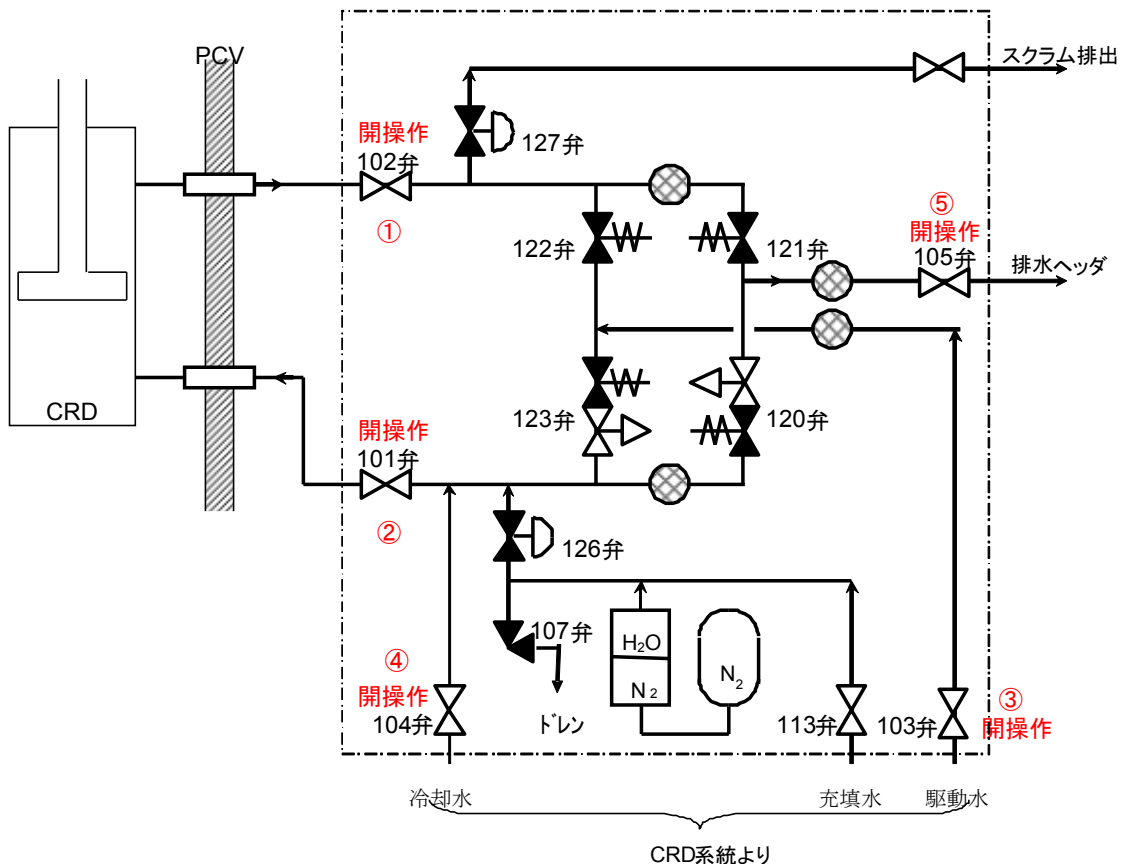 PCV
スクラム排出
開操作
102弁
127弁
①
⑤
開操作
105弁
122弁
121弁
排水ヘッダ
CRD
123弁
120弁
開操作
101弁
②
126弁
107弁
H₂O
N₂
N₂
④
開操作
104弁
ドレン
113弁
103弁
③
開操作
冷却水
充填水
駆動水
CRD系統より